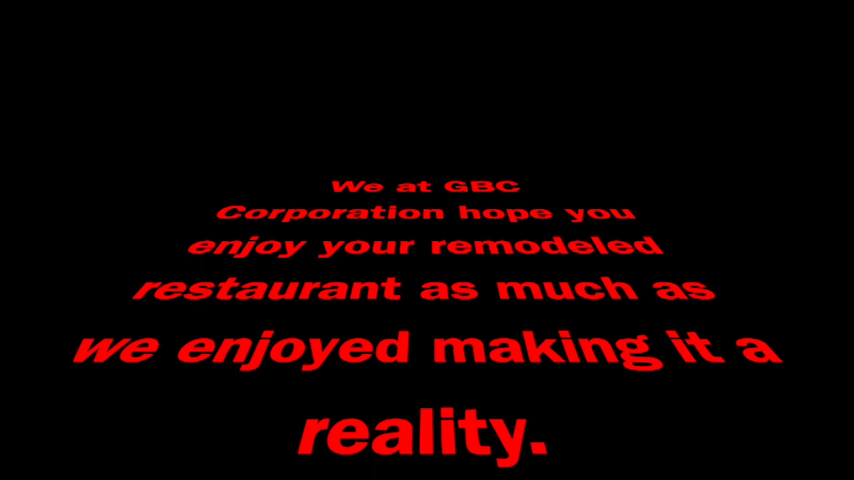 We at GBC
Corporation hope you
enjoy your remodeled
restaurant as much as
we enjoyed making it a
reality.